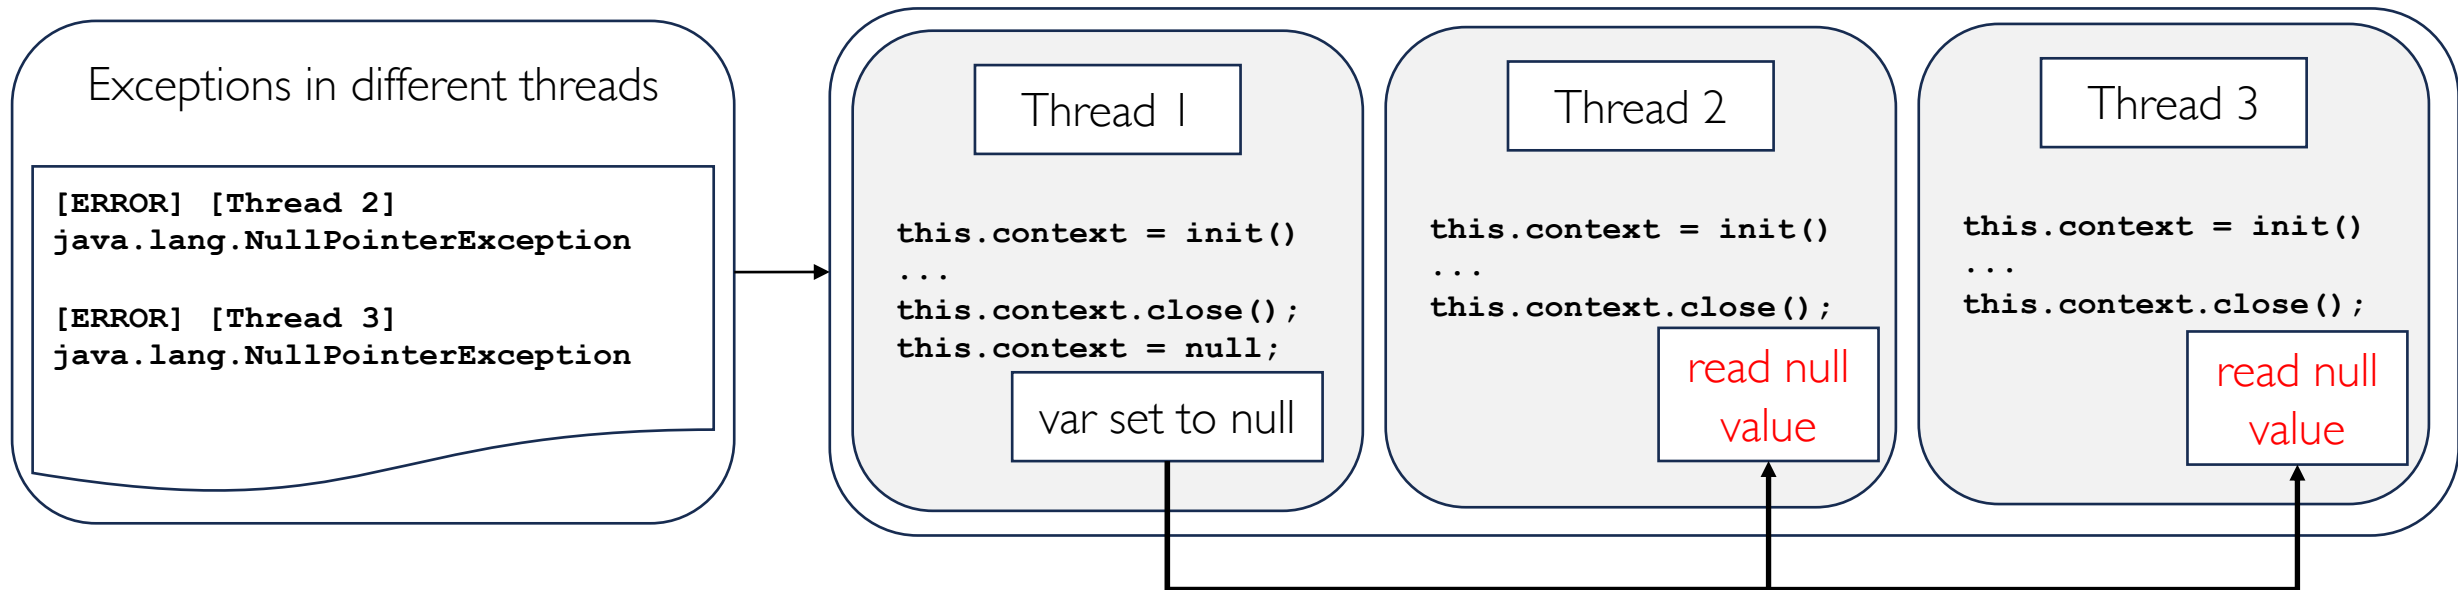 Exceptions in different threads
[ERROR] [Thread 2]
java.lang.NullPointerException
[ERROR] [Thread 3]
java.lang.NullPointerException
Thread 1
this.context = init()
...
this.context.close();
this.context = null;
var set to null
Thread 2
this.context = init()
...
this.context.close();
read null
value
Thread 3
this.context = init()
...
this.context.close();
read null
value